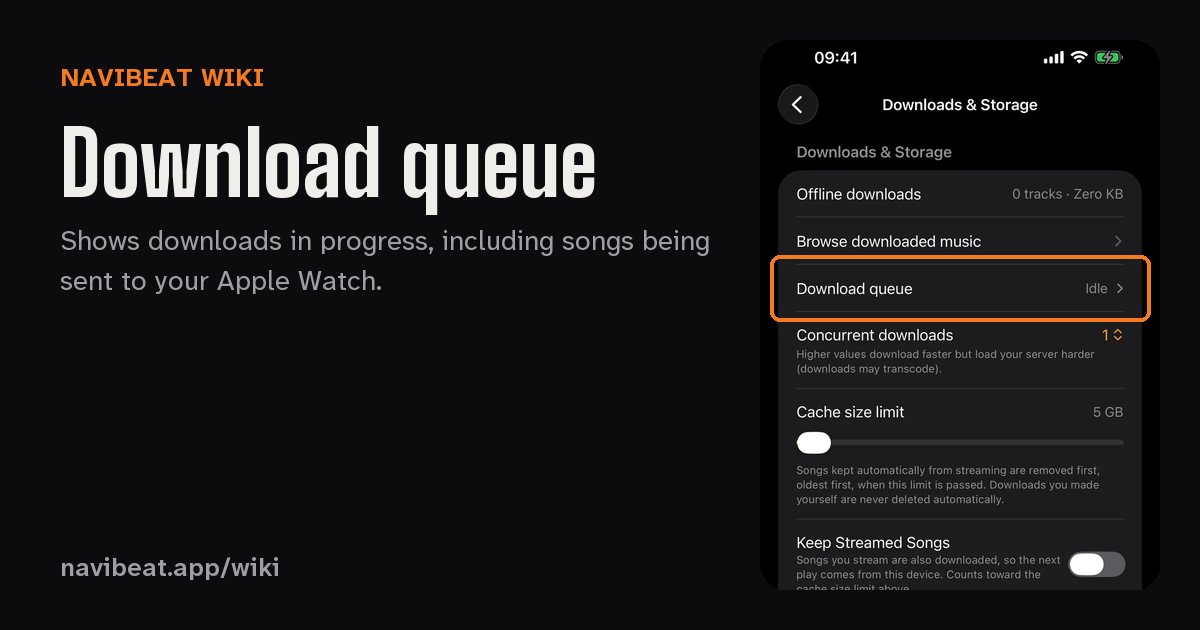 NAVIBEAT WIKI
Download queue
Shows downloads in progress, including songs being
sent to your Apple Watch.
navibeat.app/wiki
09:41
Downloads & Storage
Downloads & Storage
Offline downloads 0 tracks · Zero KB
Browse downloaded music
Download queue Idle
Concurrent downloads 1
Higher values download faster but load your server harder
(downloads may transcode).
Cache size limit 5 GB
Songs kept automatically from streaming are removed first,
oldest first, when this limit is passed. Downloads you made
yourself are never deleted automatically.
Keep Streamed Songs
Songs you stream are also downloaded, so the next
play comes from this device. Counts toward the
cache size limit above.